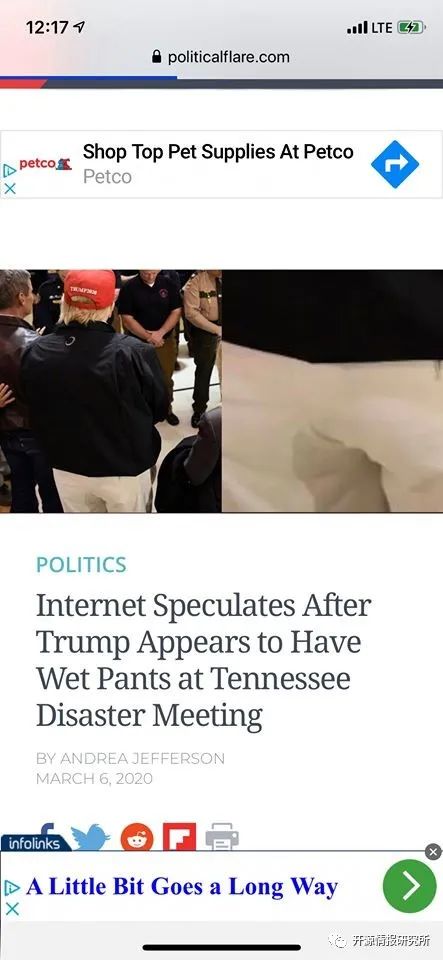 12:17
LTE
politicalflare.com
petco
Shop Top Pet Supplies At Petco
Petco
TRUMP 2020
POLITICS
Internet Speculates After
Trump Appears to Have
Wet Pants at Tennessee
Disaster Meeting
BY ANDREA JEFFERSON
MARCH 6, 2020
infolinks
A Little Bit Goes a Long Way
开源情报研究所